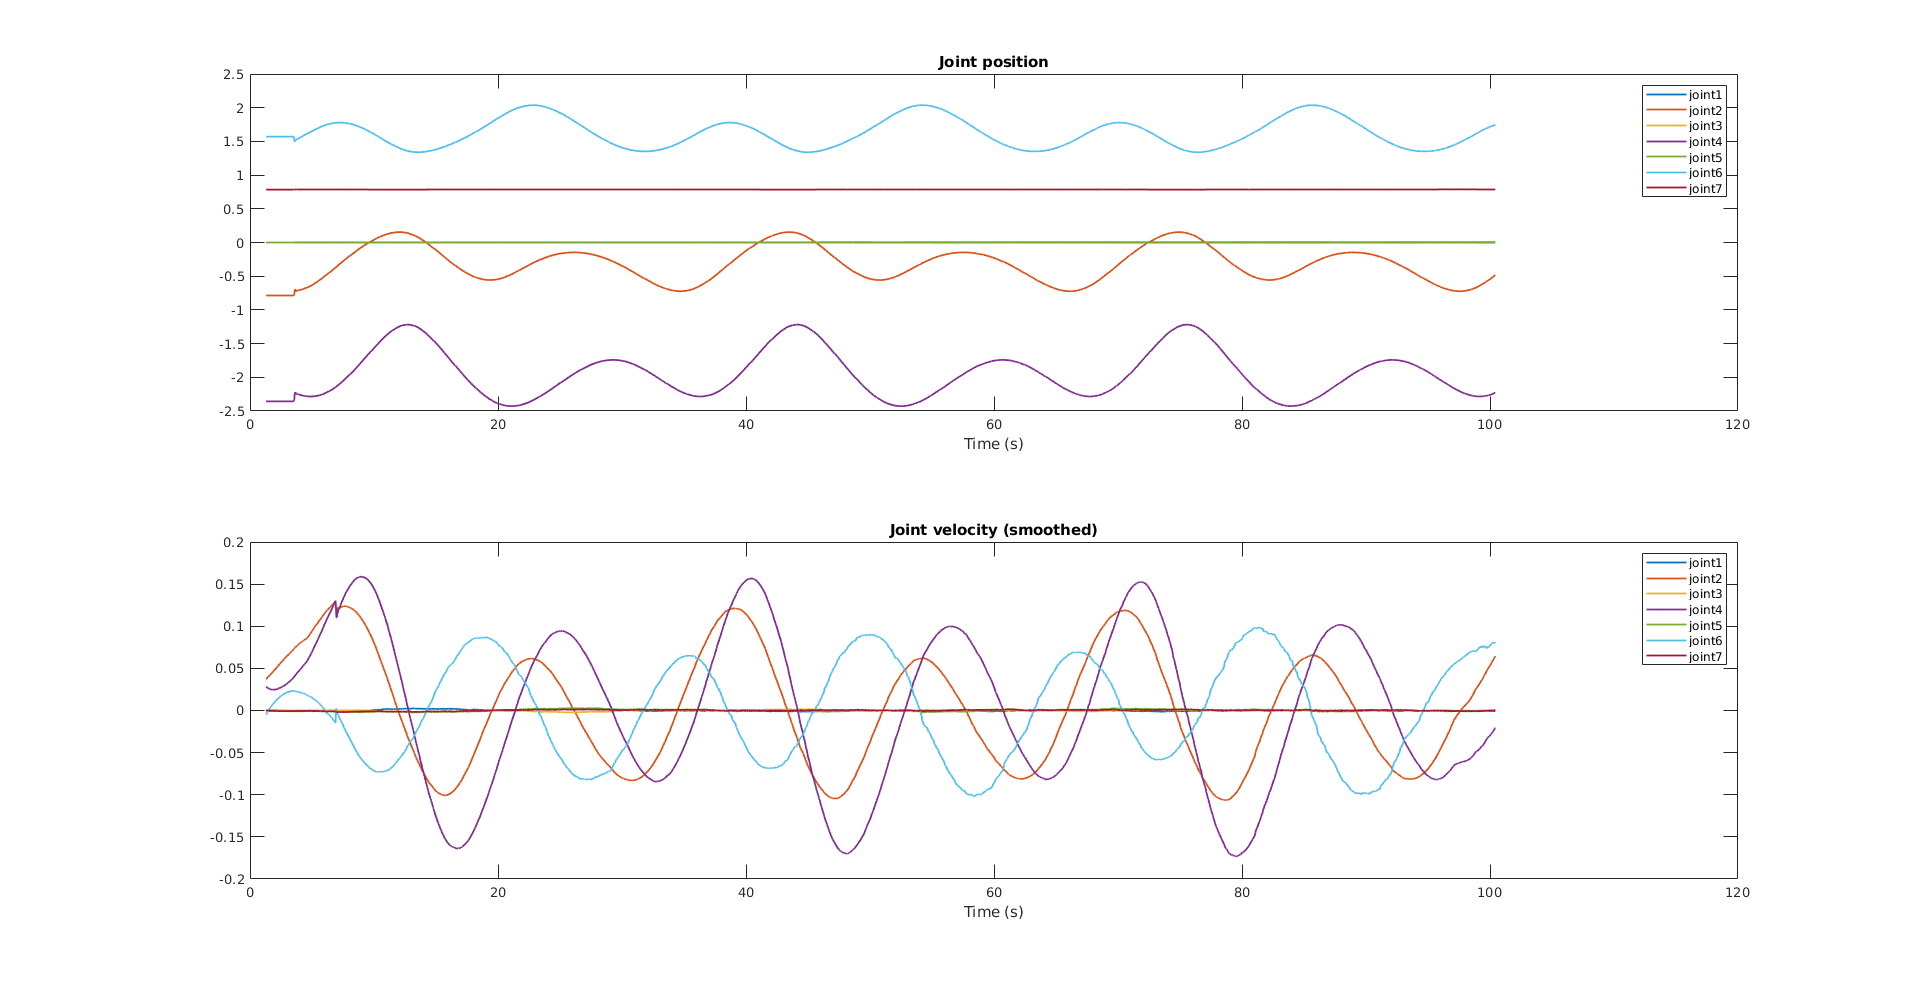 Joint position
2.5
2
1.5
1
0.5
0
-0.5
-1
-1.5
-2
-2.5
0 20 40 60 80 100 120
Time (s)
joint1
joint2
joint3
joint4
joint5
joint6
joint7
Joint velocity (smoothed)
0.2
0.15
0.1
0.05
0
-0.05
-0.1
-0.15
-0.2
0 20 40 60 80 100 120
Time (s)
joint1
joint2
joint3
joint4
joint5
joint6
joint7